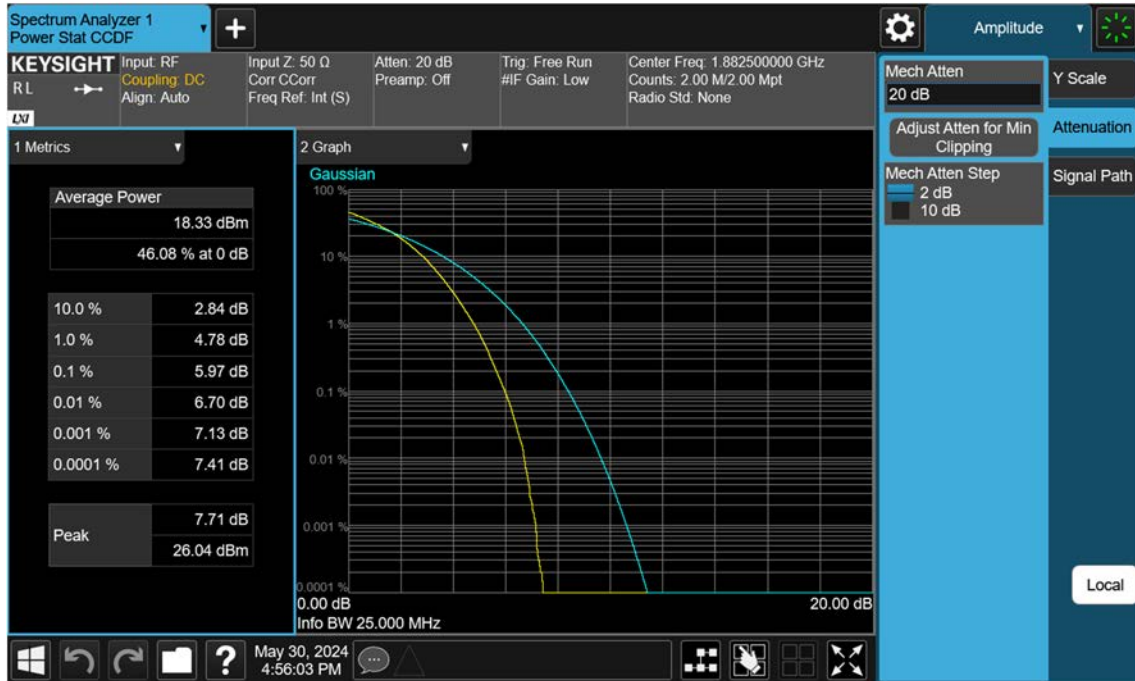 Spectrum Analyzer 1
Power Stat CCDF
+
Amplitude
KEYSIGHT
R L
LXI
Input: RF
Coupling: DC
Align: Auto
Input Z: 50 Ω
Corr CCorr
Freq Ref: Int (S)
Atten: 20 dB
Preamp: Off
Trig: Free Run
#IF Gain: Low
Center Freq: 1.882500000 GHz
Counts: 2.00 M/2.00 Mpt
Radio Std: None
1 Metrics
Average Power
18.33 dBm
46.08 % at 0 dB
10.0 % 2.84 dB
1.0 % 4.78 dB
0.1 % 5.97 dB
0.01 % 6.70 dB
0.001 % 7.13 dB
0.0001 % 7.41 dB
Peak
7.71 dB
26.04 dBm
2 Graph
Gaussian
100 %
10 %
1 %
0.1 %
0.01 %
0.001 %
0.0001 %
0.00 dB 20.00 dB
Info BW 25.000 MHz
Mech Atten
20 dB
Adjust Atten for Min
Clipping
Mech Atten Step
2 dB
10 dB
Y Scale
Attenuation
Signal Path
Local
?
May 30, 2024
4:56:03 PM